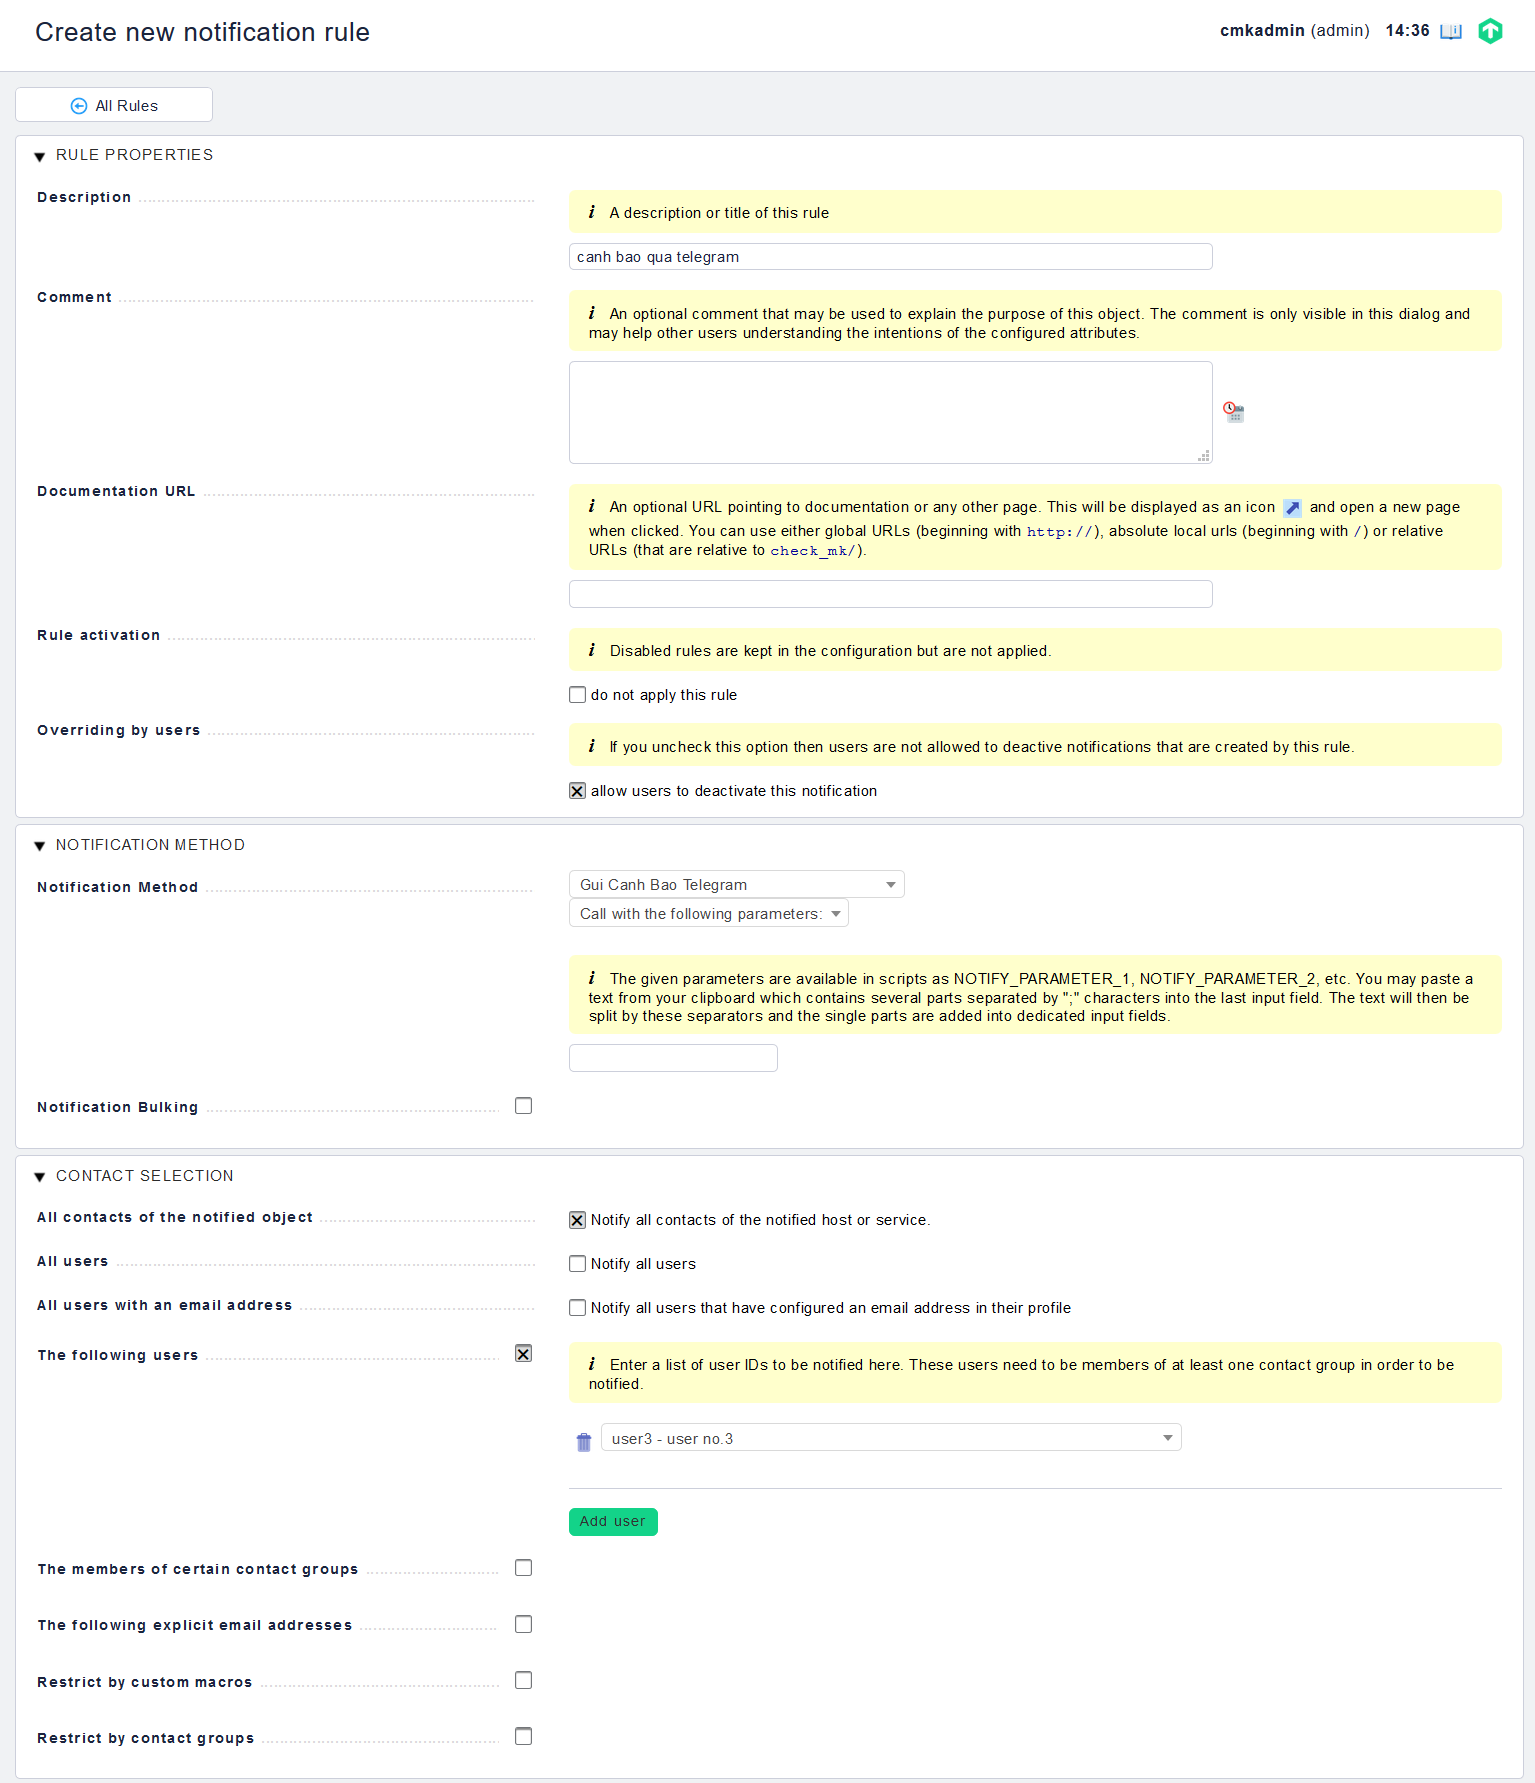 Create new notification rule
cmkadmin (admin) 14:36
All Rules
RULE PROPERTIES
Description
i A description or title of this rule
canh bao qua telegram
Comment
i An optional comment that may be used to explain the purpose of this object. The comment is only visible in this dialog and
may help other users understanding the intentions of the configured attributes.
Documentation URL
i An optional URL pointing to documentation or any other page. This will be displayed as an icon and open a new page
when clicked. You can use either global URLs (beginning with http://), absolute local urls (beginning with /) or relative
URLs (that are relative to check_mk/).
Rule activation
i Disabled rules are kept in the configuration but are not applied.
do not apply this rule
Overriding by users
i If you uncheck this option then users are not allowed to deactive notifications that are created by this rule.
allow users to deactivate this notification
NOTIFICATION METHOD
Notification Method
Gui Canh Bao Telegram
Call with the following parameters:
i The given parameters are available in scripts as NOTIFY_PARAMETER_1, NOTIFY_PARAMETER_2, etc. You may paste a
text from your clipboard which contains several parts separated by ";" characters into the last input field. The text will then be
split by these separators and the single parts are added into dedicated input fields.
Notification Bulking
CONTACT SELECTION
All contacts of the notified object
Notify all contacts of the notified host or service.
All users
Notify all users
All users with an email address
Notify all users that have configured an email address in their profile
The following users
i Enter a list of user IDs to be notified here. These users need to be members of at least one contact group in order to be
notified.
user3 - user no.3
Add user
The members of certain contact groups
The following explicit email addresses
Restrict by custom macros
Restrict by contact groups